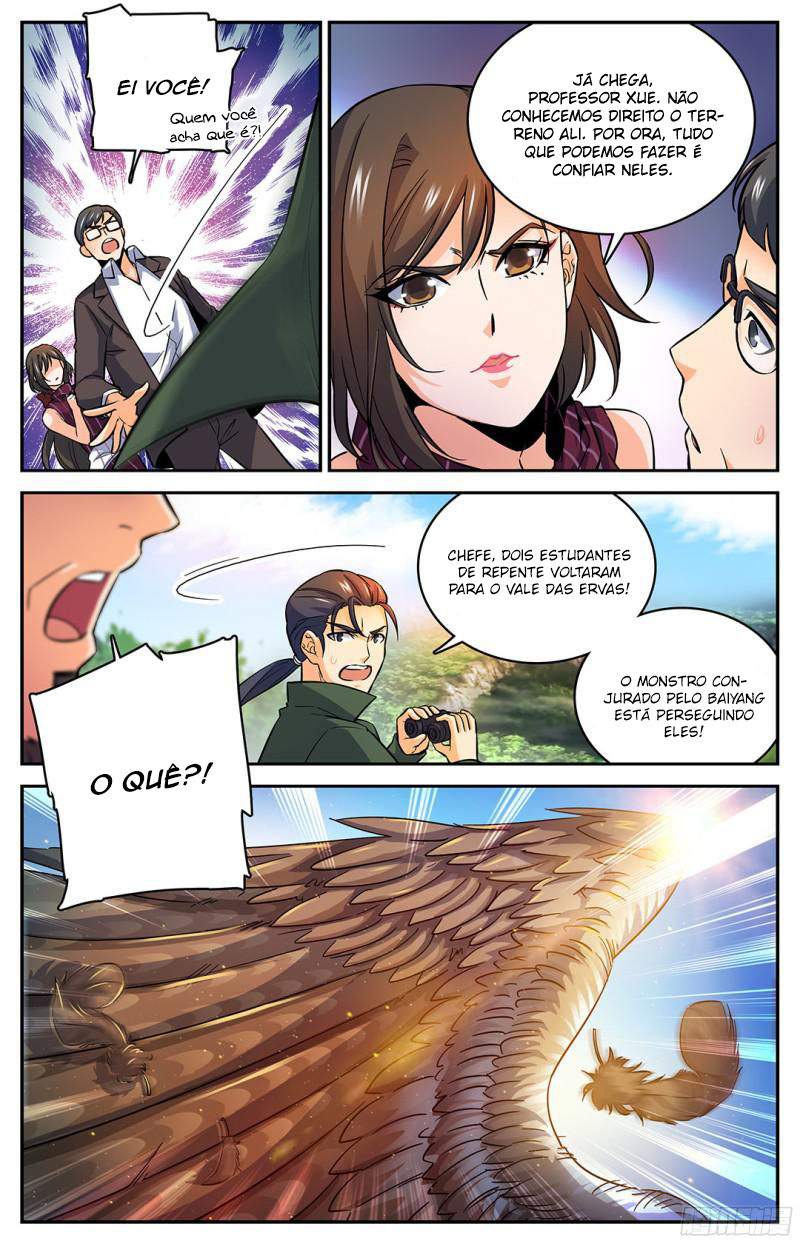 EI VOCÊ!
Quem você
acha que é?!
JÁ CHEGA,
PROFESSOR XUE. NÃO
CONHECEMOS DIREITO O TER-
RENO ALI. POR ORA, TUDO
QUE PODEMOS FAZER É
CONFIAR NELES.
CHEFE, DOIS ESTUDANTES
DE REPENTE VOLTARAM
PARA O VALE DAS ERVAS!
O MONSTRO CON-
JURADO PELO BAIYANG
ESTÁ PERSEGUINDO
ELES!
O QUÊ?!